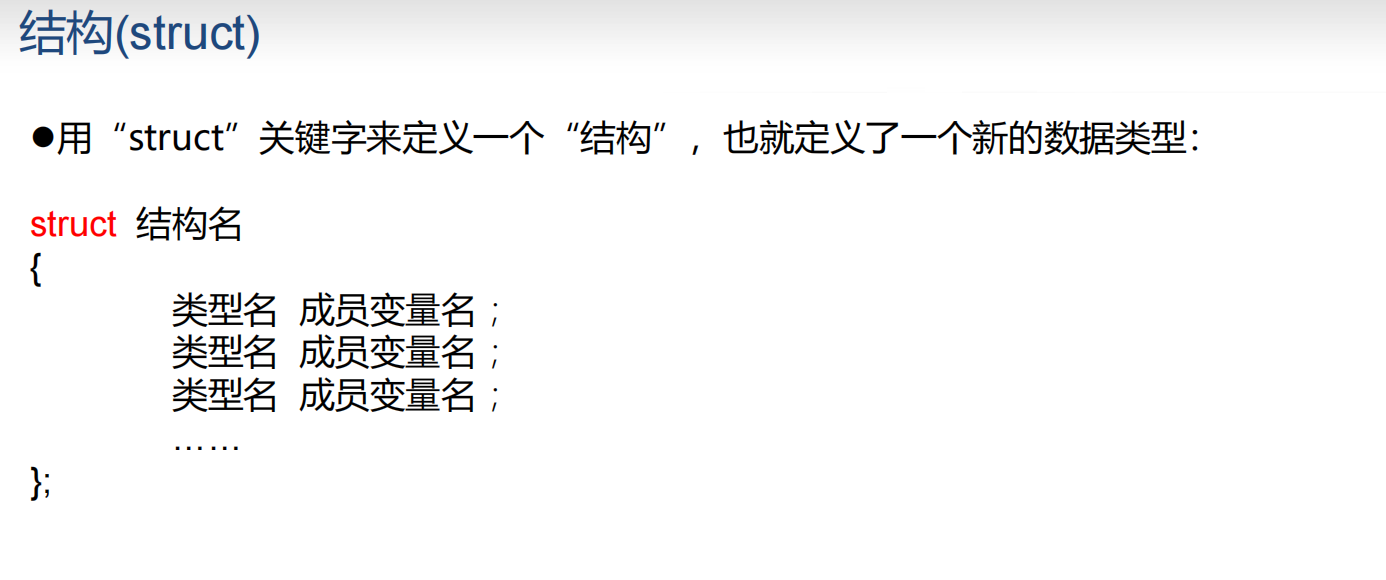 结构(struct)
●用“struct”关键字来定义一个“结构”，也就定义了一个新的数据类型：
struct 结构名
{
类型名 成员变量名；
类型名 成员变量名；
类型名 成员变量名；
……
};